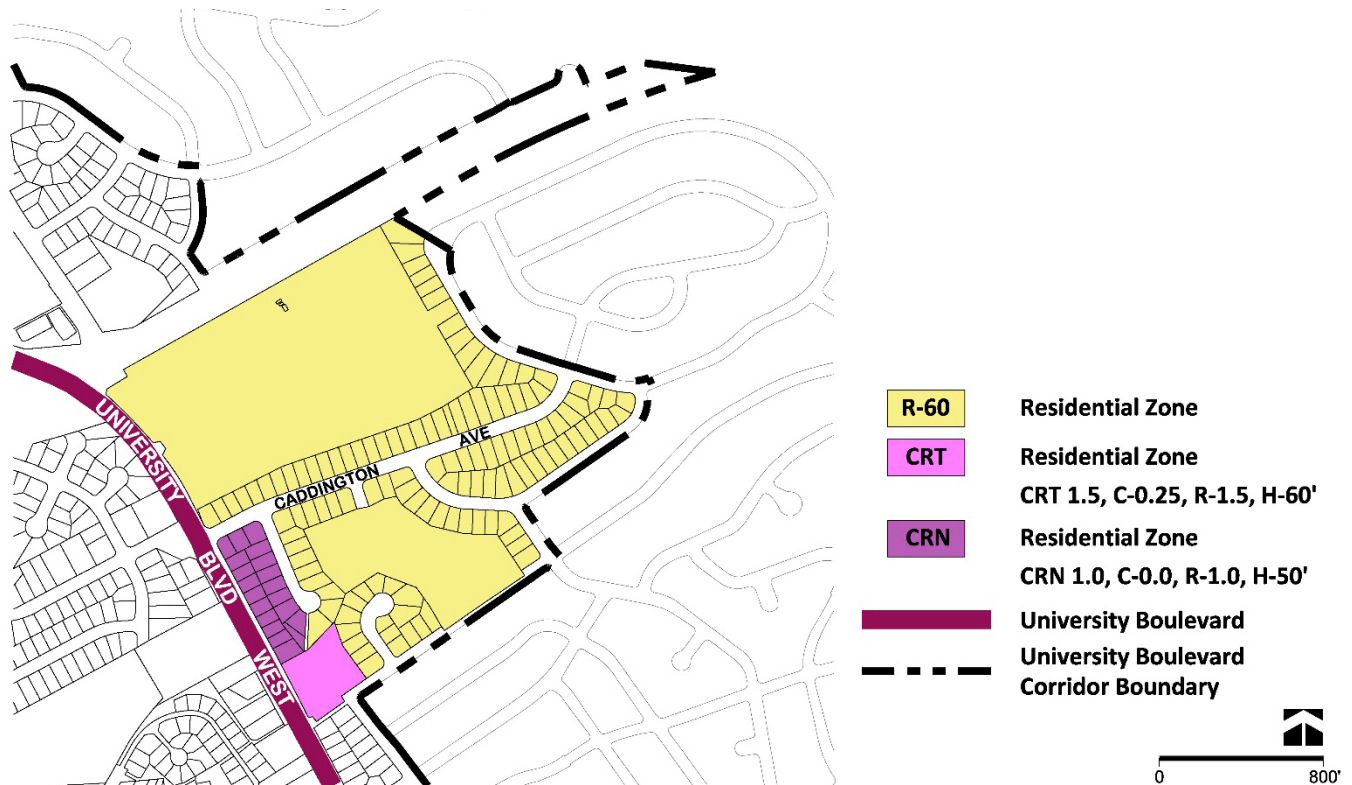 UNIVERSITY
BLVD
WEST
CADDINGTON
AVE
R-60 Residential Zone
CRT Residential Zone
CRT 1.5, C-0.25, R-1.5, H-60'
CRN Residential Zone
CRN 1.0, C-0.0, R-1.0, H-50'
University Boulevard
University Boulevard
Corridor Boundary
0 800'